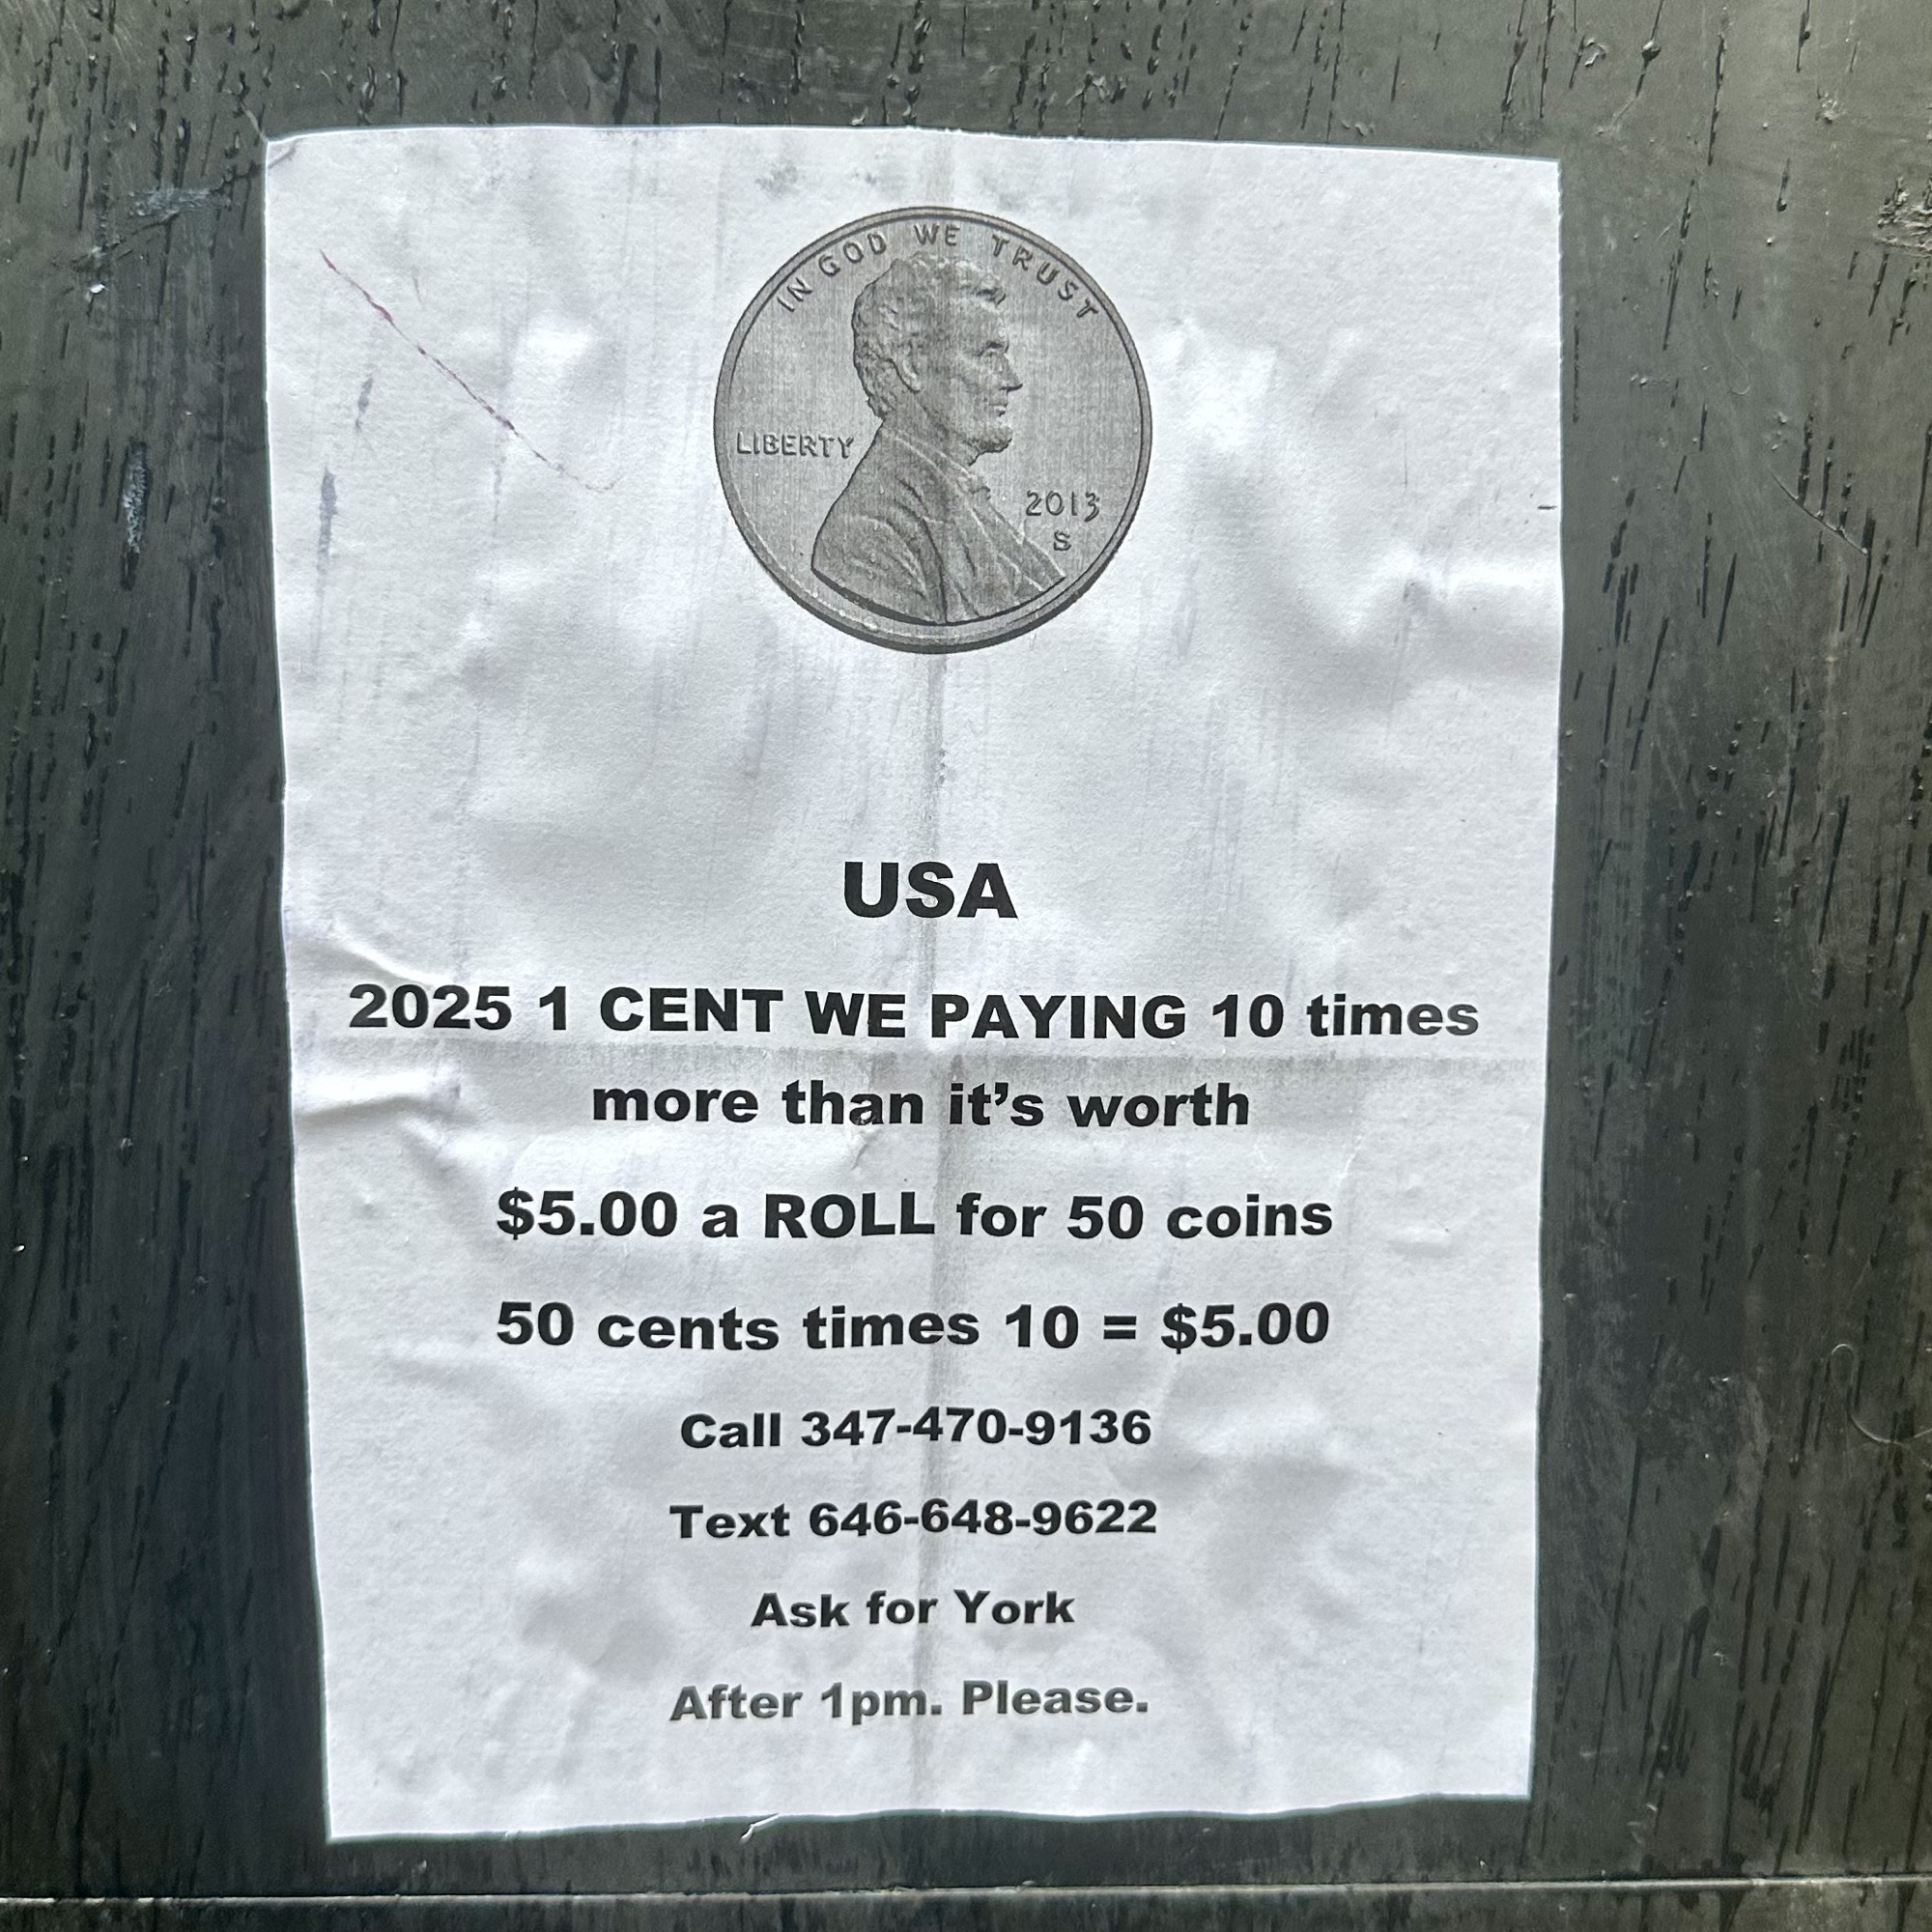 IN GOD WE TRUST
LIBERTY
2013
S
USA
2025 1 CENT WE PAYING 10 times
more than it's worth
$5.00 a ROLL for 50 coins
50 cents times 10 = $5.00
Call 347-470-9136
Text 646-648-9622
Ask for York
After 1pm. Please.